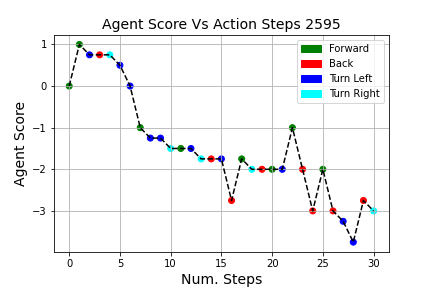 Agent Score Vs Action Steps 2595
Agent Score
1
0
−1
−2
−3
Forward
Back
Turn Left
Turn Right
0 5 10 15 20 25 30
Num. Steps